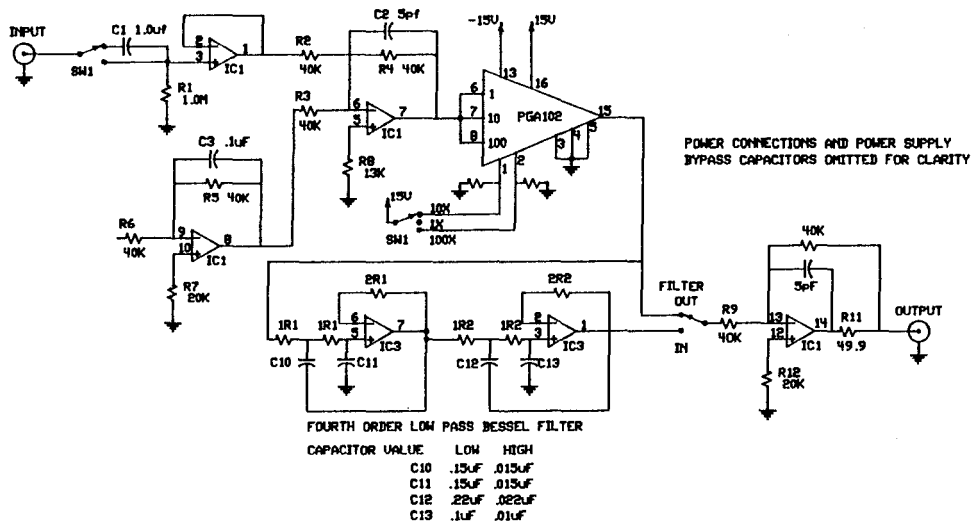 INPUT
C1 1.0uf
SW1
R1
1.0M
2
3
1
IC1
R2
40K
C2 5pf
R4 40K
R3
40K
6
5
7
IC1
R8
13K
-15V
15V
13
16
6
7
8
1
10
100
PGA102
15
3
4
5
1
2
15V
10X
1X
100X
SW1
POWER CONNECTIONS AND POWER SUPPLY
BYPASS CAPACITORS OMITTED FOR CLARITY
C3 .1uF
R5 40K
R6
40K
9
10
8
IC1
R7
20K
2R1
1R1
1R1
6
5
7
IC3
C10
C11
2R2
1R2
1R2
2
3
1
IC3
C12
C13
FILTER
OUT
IN
R9
40K
40K
5pF
13
12
14
IC1
R11
49.9
OUTPUT
R12
20K
FOURTH ORDER LOW PASS BESSEL FILTER
CAPACITOR VALUE LOW HIGH
C10 .15uF .015uF
C11 .15uF .015uF
C12 .22uF .022uF
C13 .1uF .01uF